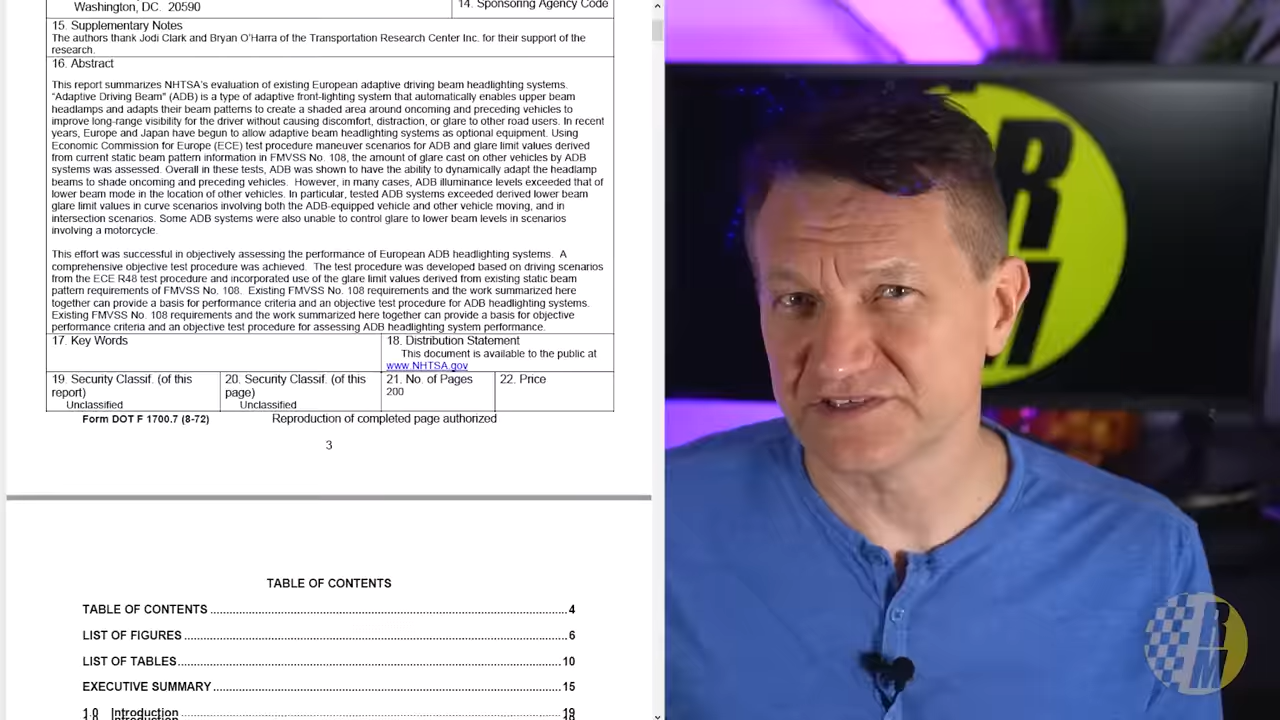 Washington, DC. 20590
14. Sponsoring Agency Code
15. Supplementary Notes
The authors thank Jodi Clark and Bryan O'Harra of the Transportation Research Center Inc. for their support of the
research.
16. Abstract
This report summarizes NHTSA's evaluation of existing European adaptive driving beam headlighting systems.
"Adaptive Driving Beam" (ADB) is a type of adaptive front-lighting system that automatically enables upper beam
headlamps and adapts their beam patterns to create a shaded area around oncoming and preceding vehicles to
improve long-range visibility for the driver without causing discomfort, distraction, or glare to other road users. In recent
years, Europe and Japan have begun to allow adaptive beam headlighting systems as optional equipment. Using
Economic Commission for Europe (ECE) test procedure maneuver scenarios for ADB and glare limit values derived
from current static beam pattern information in FMVSS No. 108, the amount of glare cast on other vehicles by ADB
systems was assessed. Overall in these tests, ADB was shown to have the ability to dynamically adapt the headlamp
beams to shade oncoming and preceding vehicles. However, in many cases, ADB illuminance levels exceeded that of
lower beam mode in the location of other vehicles. In particular, tested ADB systems exceeded derived lower beam
glare limit values in curve scenarios involving both the ADB-equipped vehicle and other vehicle moving, and in
intersection scenarios. Some ADB systems were also unable to control glare to lower beam levels in scenarios
involving a motorcycle.
This effort was successful in objectively assessing the performance of European ADB headlighting systems. A
comprehensive objective test procedure was achieved. The test procedure was developed based on driving scenarios
from the ECE R48 test procedure and incorporated use of the glare limit values derived from existing static beam
pattern requirements of FMVSS No. 108. Existing FMVSS No. 108 requirements and the work summarized here
together can provide a basis for performance criteria and an objective test procedure for ADB headlighting systems.
Existing FMVSS No. 108 requirements and the work summarized here together can provide a basis for objective
performance criteria and an objective test procedure for assessing ADB headlighting system performance.
17. Key Words
18. Distribution Statement
This document is available to the public at
www.NHTSA.gov
19. Security Classif. (of this
report)
Unclassified
20. Security Classif. (of this
page)
Unclassified
21. No. of Pages
200
22. Price
Form DOT F 1700.7 (8-72)
Reproduction of completed page authorized
3
TABLE OF CONTENTS
TABLE OF CONTENTS ........ 4
LIST OF FIGURES ........ 6
LIST OF TABLES ........ 10
EXECUTIVE SUMMARY ........ 15
1.0 Introduction
R
M
R
M